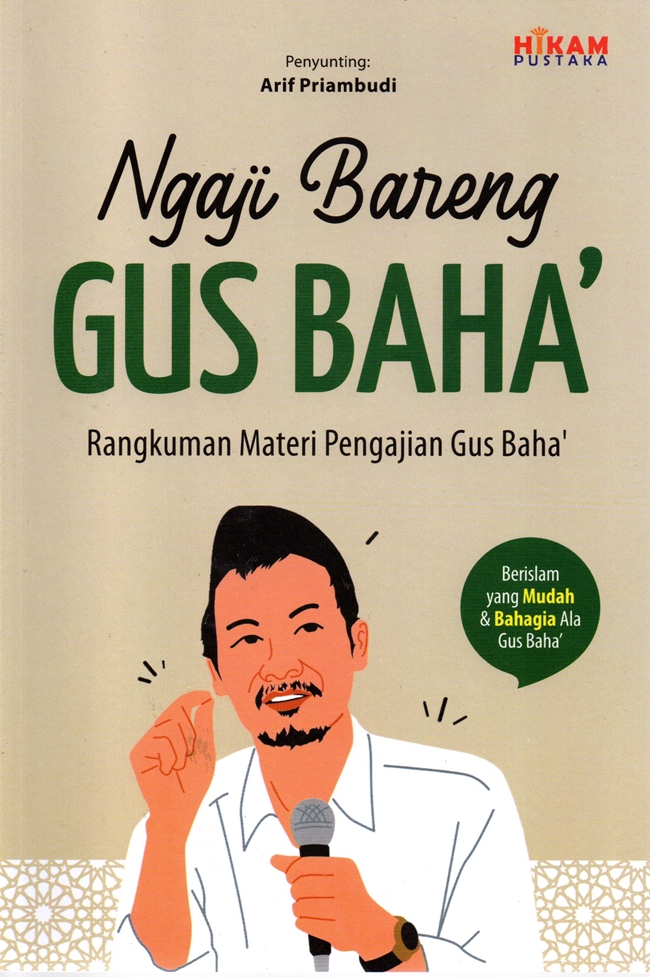 Penyunting:
Arif Priambudi
HIKAM
PUSTAKA
Ngaji Bareng
GUS BAHA'
Rangkuman Materi Pengajian Gus Baha'
Berislam
yang Mudah
& Bahagia Ala
Gus Baha'